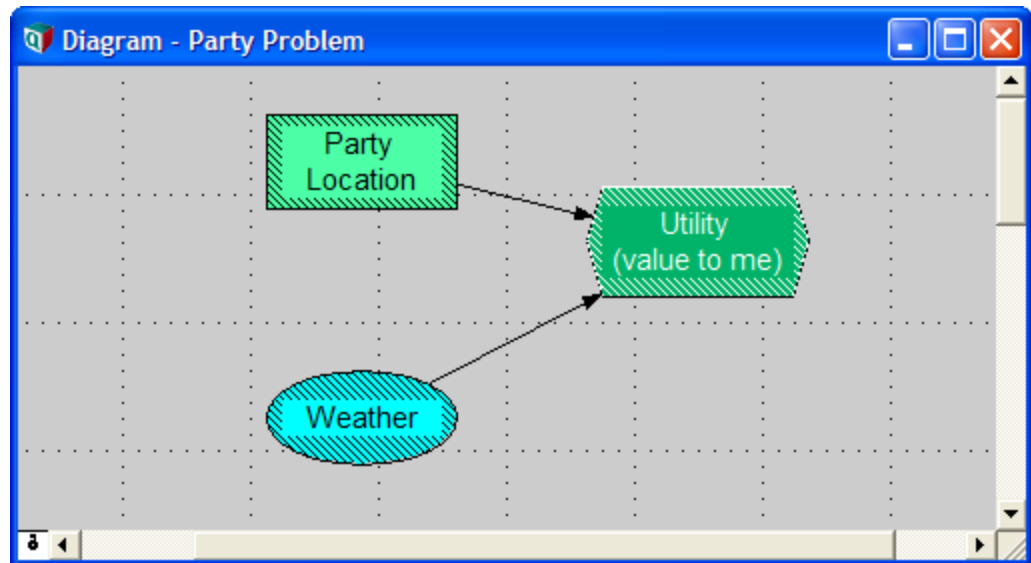 Diagram - Party Problem
Party
Location
Utility
(value to me)
Weather